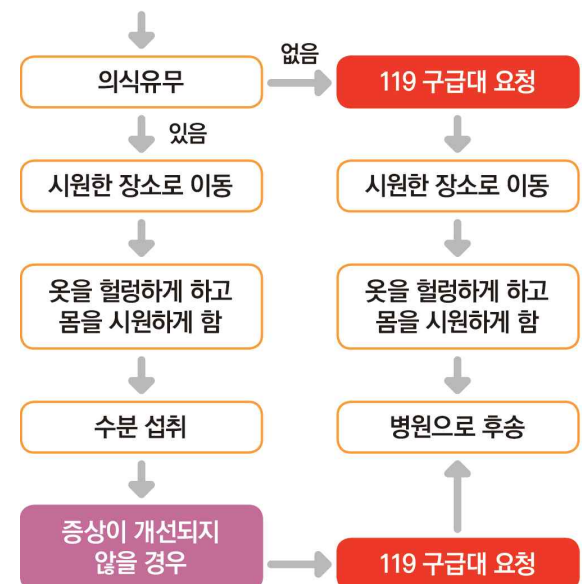 의식유무
없음
119 구급대 요청
있음
시원한 장소로 이동
시원한 장소로 이동
옷을 헐렁하게 하고
몸을 시원하게 함
옷을 헐렁하게 하고
몸을 시원하게 함
수분 섭취
병원으로 후송
증상이 개선되지
않을 경우
119 구급대 요청